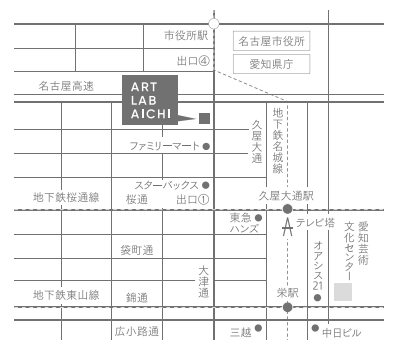 市役所駅
名古屋市役所
出口④
愛知県庁
名古屋高速
ART
LAB
AICHI
久屋大通
地下鉄名城線
ファミリーマート
スターバックス
久屋大通駅
地下鉄桜通線
桜通
出口①
東急
ハンズ
テレビ塔
愛知芸術
文化センター
オアシス21
袋町通
大津通
地下鉄東山線
錦通
栄駅
広小路通
三越
中日ビル